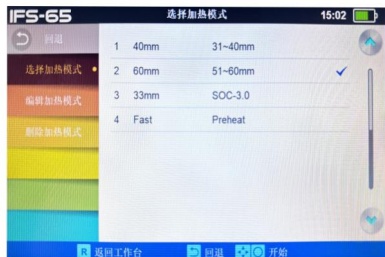 IFS-65 选择加热模式 15:02
回退
选择加热模式
编辑加热模式
删除加热模式
1 40mm 31~40mm
2 60mm 51~60mm
3 33mm SOC-3.0
4 Fast Preheat
R 返回工作台 回退 开始